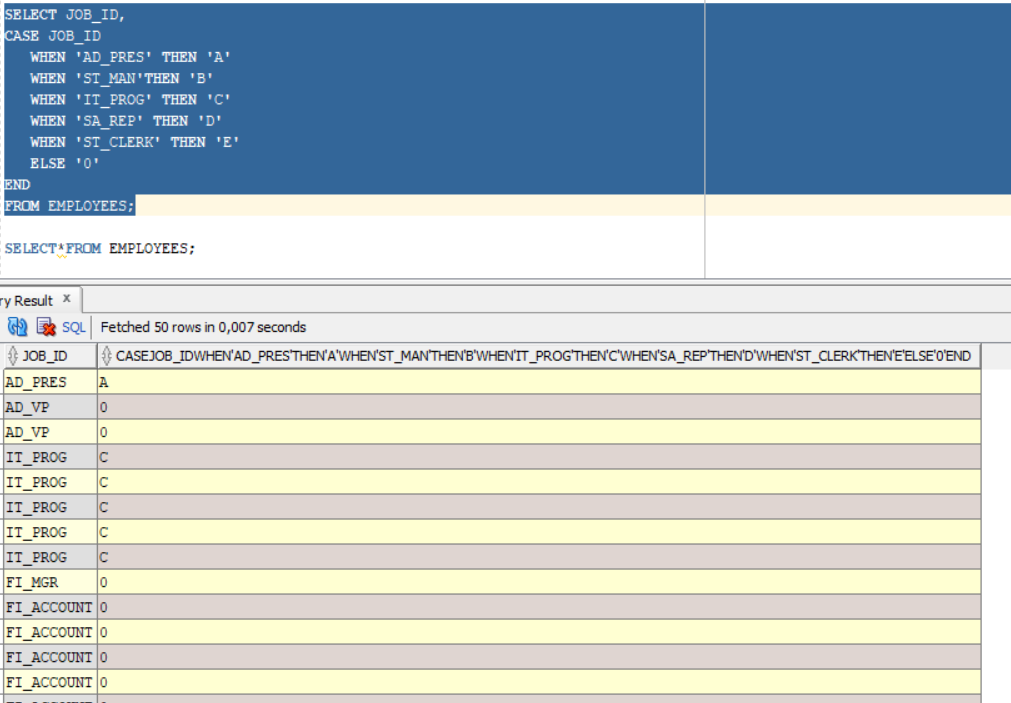 SELECT JOB_ID,
CASE JOB_ID
WHEN 'AD_PRES' THEN 'A'
WHEN 'ST_MAN'THEN 'B'
WHEN 'IT_PROG' THEN 'C'
WHEN 'SA_REP' THEN 'D'
WHEN 'ST_CLERK' THEN 'E'
ELSE '0'
END
FROM EMPLOYEES;
SELECT*FROM EMPLOYEES;
ry Result x
SQL Fetched 50 rows in 0,007 seconds
JOB_ID CASEJOB_IDWHEN'AD_PRES'THEN'A'WHEN'ST_MAN'THEN'B'WHEN'IT_PROG'THEN'C'WHEN'SA_REP'THEN'D'WHEN'ST_CLERK'THEN'E'ELSE'0'END
AD_PRES A
AD_VP 0
AD_VP 0
IT_PROG C
IT_PROG C
IT_PROG C
IT_PROG C
IT_PROG C
FI_MGR 0
FI_ACCOUNT 0
FI_ACCOUNT 0
FI_ACCOUNT 0
FI_ACCOUNT 0